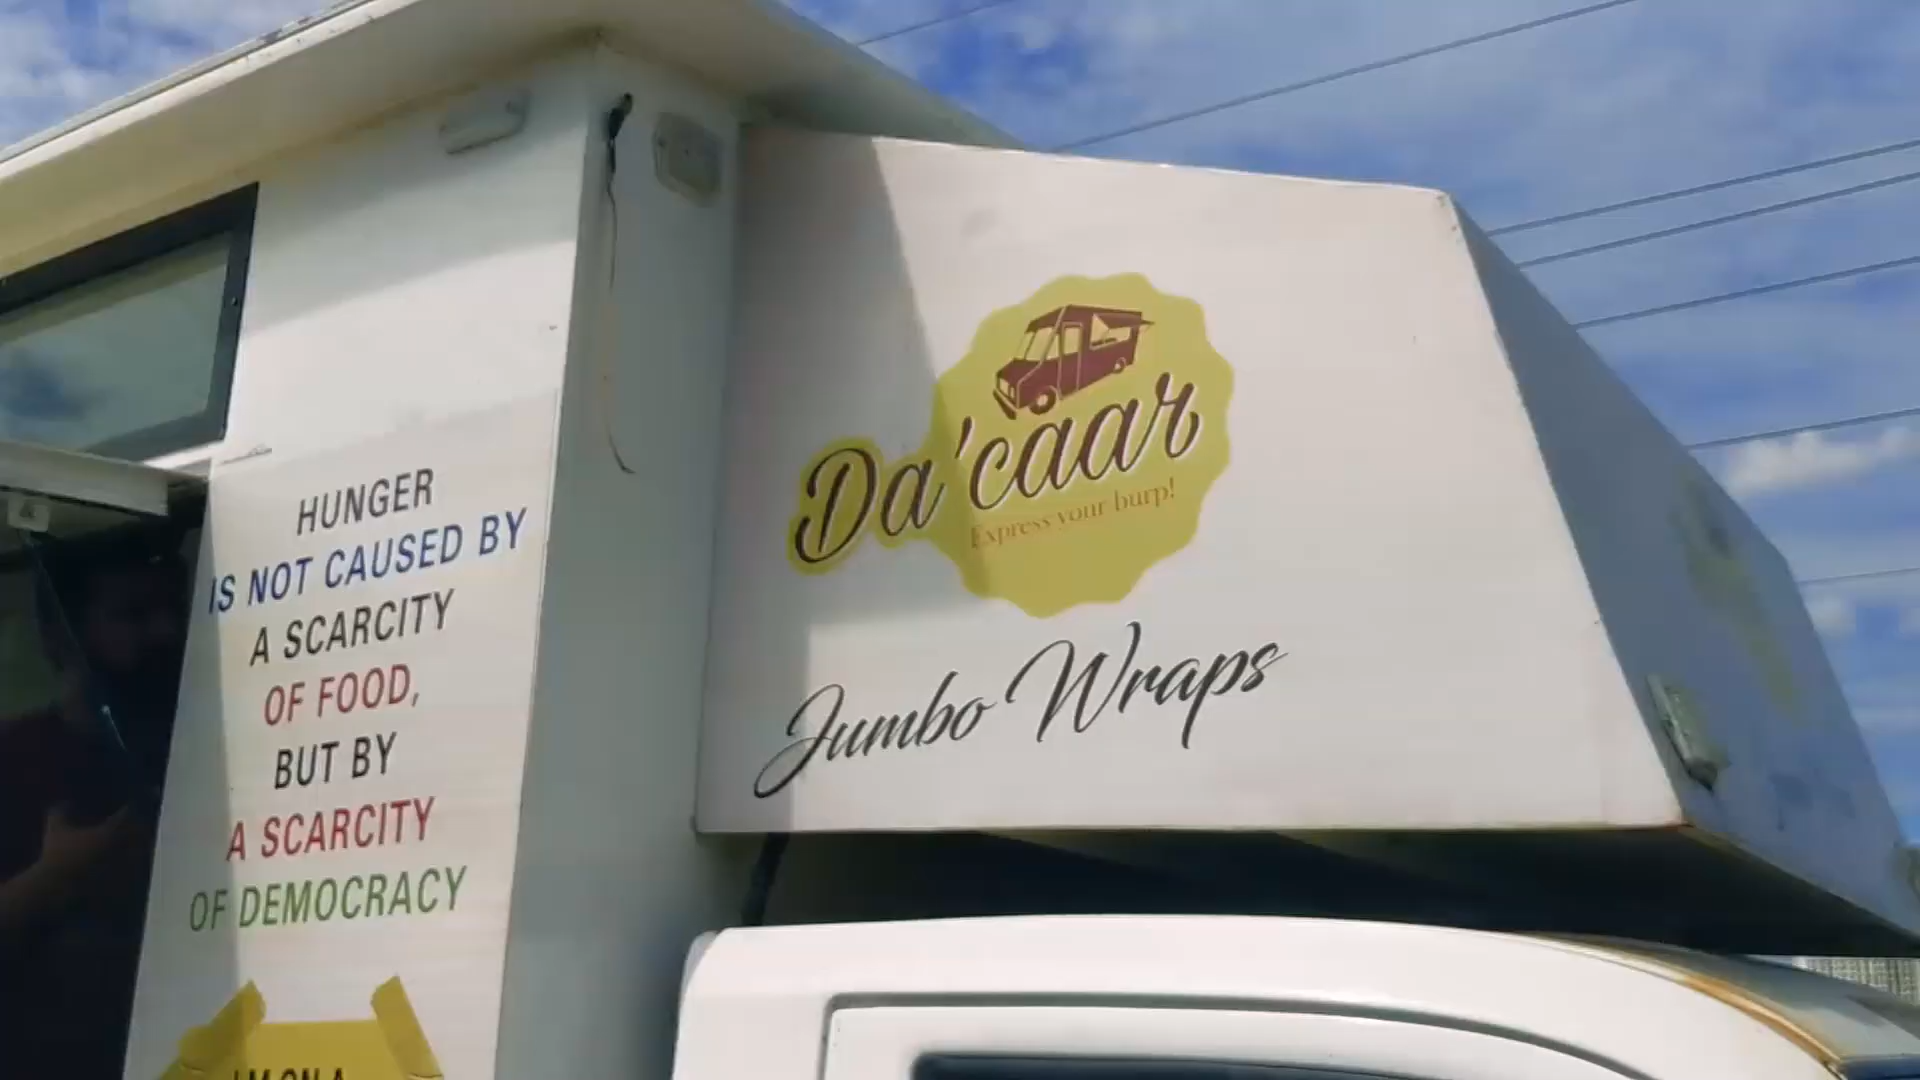 HUNGER
IS NOT CAUSED BY
A SCARCITY
OF FOOD,
BUT BY
A SCARCITY
OF DEMOCRACY
I'M ON A
Da'caar
Express your burp!
Jumbo Wraps